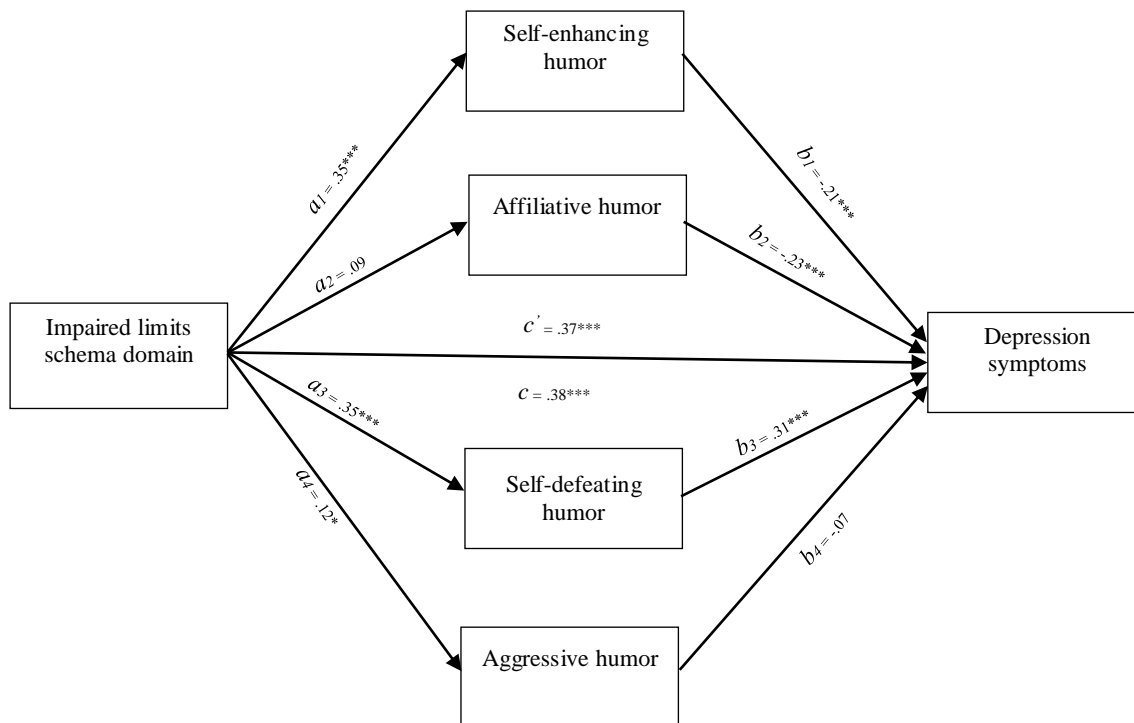 Self-enhancing
humor
a1 = .35***
b1 = -.21***
Affiliative humor
a2 = .09
b2 = -.23***
Impaired limits
schema domain
c’ = .37***
Depression
symptoms
c = .38***
a3 = .35***
b3 = .31***
Self-defeating
humor
a4 = .12*
b4 = -.07
Aggressive humor